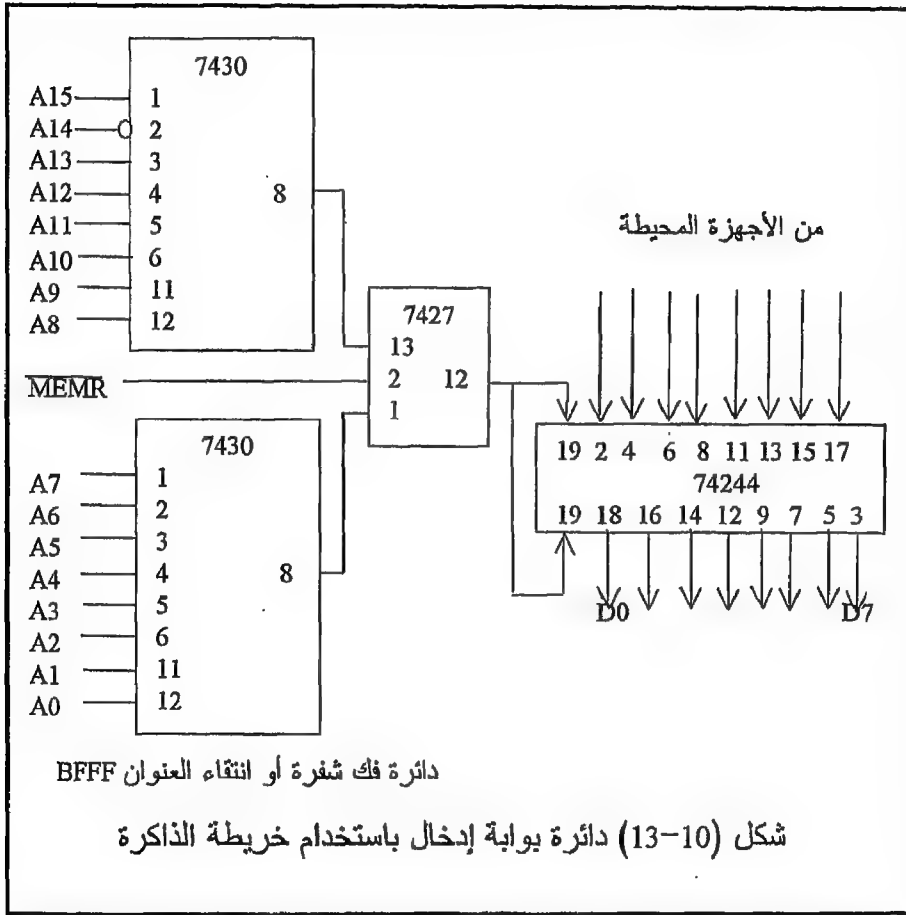 7430
A15 1
A14 2
A13 3
A12 4
8
A11 5
A10 6
A9 11
A8 12
من الأجهزة المحيطة
7427
13
MEMR 2 12
1
7430
A7 1
A6 2
A5 3
A4 4
8
A3 5
A2 6
A1 11
A0 12
19 2 4 6 8 11 13 15 17
74244
19 18 16 14 12 9 7 5 3
D0 D7
دائرة فك شفرة أو انتقاء العنوان BFFF
شكل (10-13) دائرة بوابة إدخال باستخدام خريطة الذاكرة